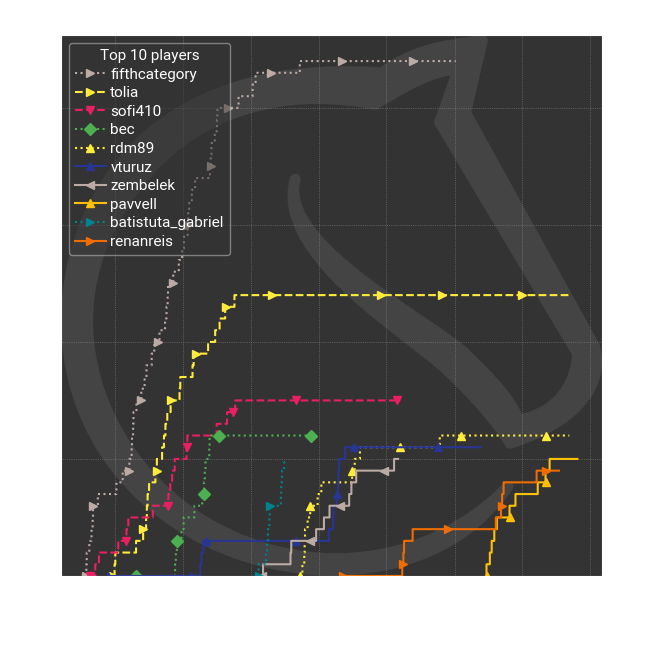 Top 10 players
fifthcategory
tolia
sofi410
bec
rdm89
vturuz
zembelek
pavvell
batistuta_gabriel
renanreis